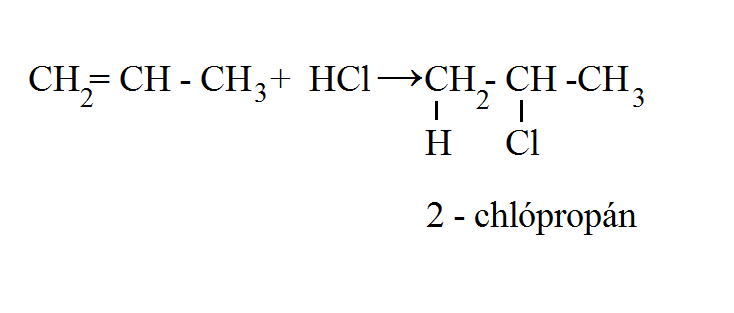 CH₂= CH - CH₃+ HCl →CH₂- CH -CH₃
H Cl
2 - chlópropán